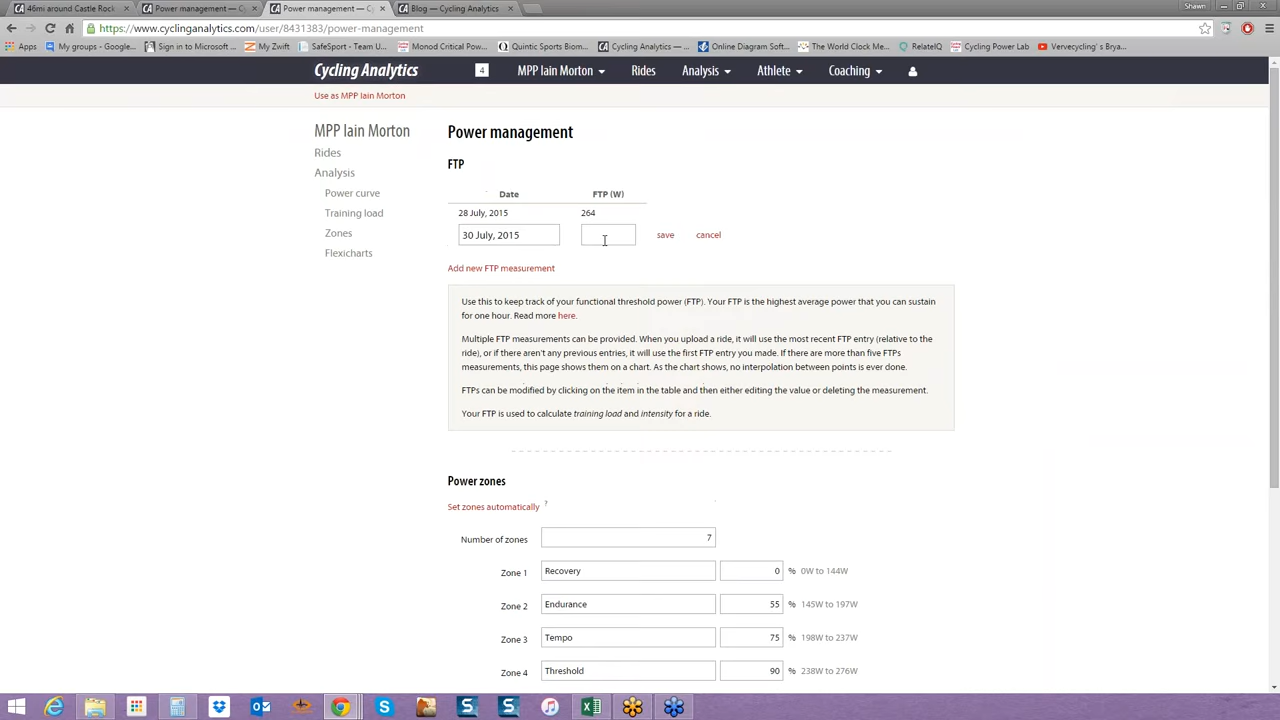 46mi around Castle Rock
Power management — Cy
Power management — Cy
Blog — Cycling Analytics
Shawn
https://www.cyclinganalytics.com/user/8431383/power-management
Apps
My groups - Google...
Sign in to Microsoft ...
My Zwift
SafeSport - Team U...
Monod Critical Pow...
Quintic Sports Biom...
Cycling Analytics — ...
Online Diagram Soft...
The World Clock Me...
RelateIQ
Cycling Power Lab
Vervecycling' s Brya...
Cycling Analytics
4
MPP Iain Morton
Rides
Analysis
Athlete
Coaching
Use as MPP Iain Morton
MPP Iain Morton
Rides
Analysis
Power curve
Training load
Zones
Flexicharts
Power management
FTP
Date FTP (W)
28 July, 2015 264
30 July, 2015 save cancel
Add new FTP measurement
Use this to keep track of your functional threshold power (FTP). Your FTP is the highest average power that you can sustain
for one hour. Read more here.
Multiple FTP measurements can be provided. When you upload a ride, it will use the most recent FTP entry (relative to the
ride), or if there aren't any previous entries, it will use the first FTP entry you made. If there are more than five FTPs
measurements, this page shows them on a chart. As the chart shows, no interpolation between points is ever done.
FTPs can be modified by clicking on the item in the table and then either editing the value or deleting the measurement.
Your FTP is used to calculate training load and intensity for a ride.
Power zones
Set zones automatically ?
Number of zones 7
Zone 1 Recovery 0 % 0W to 144W
Zone 2 Endurance 55 % 145W to 197W
Zone 3 Tempo 75 % 198W to 237W
Zone 4 Threshold 90 % 238W to 276W